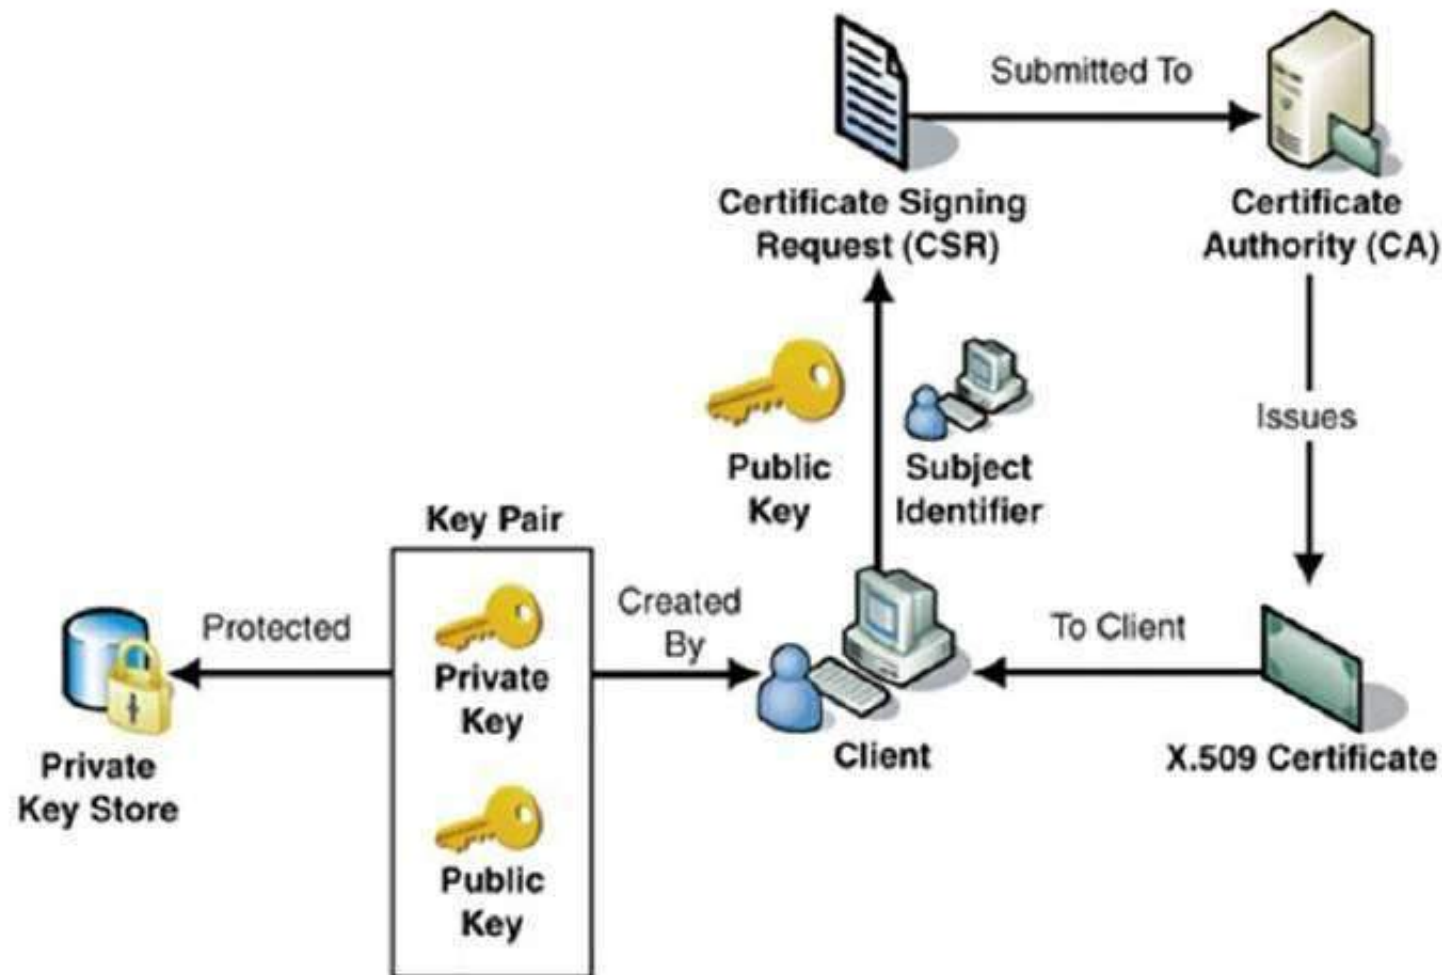 Submitted To
Certificate Signing
Request (CSR)
Certificate
Authority (CA)
Public
Key
Subject
Identifier
Issues
Key Pair
Protected
Private
Key
Created
By
To Client
Private
Key Store
Client
X.509 Certificate
Public
Key